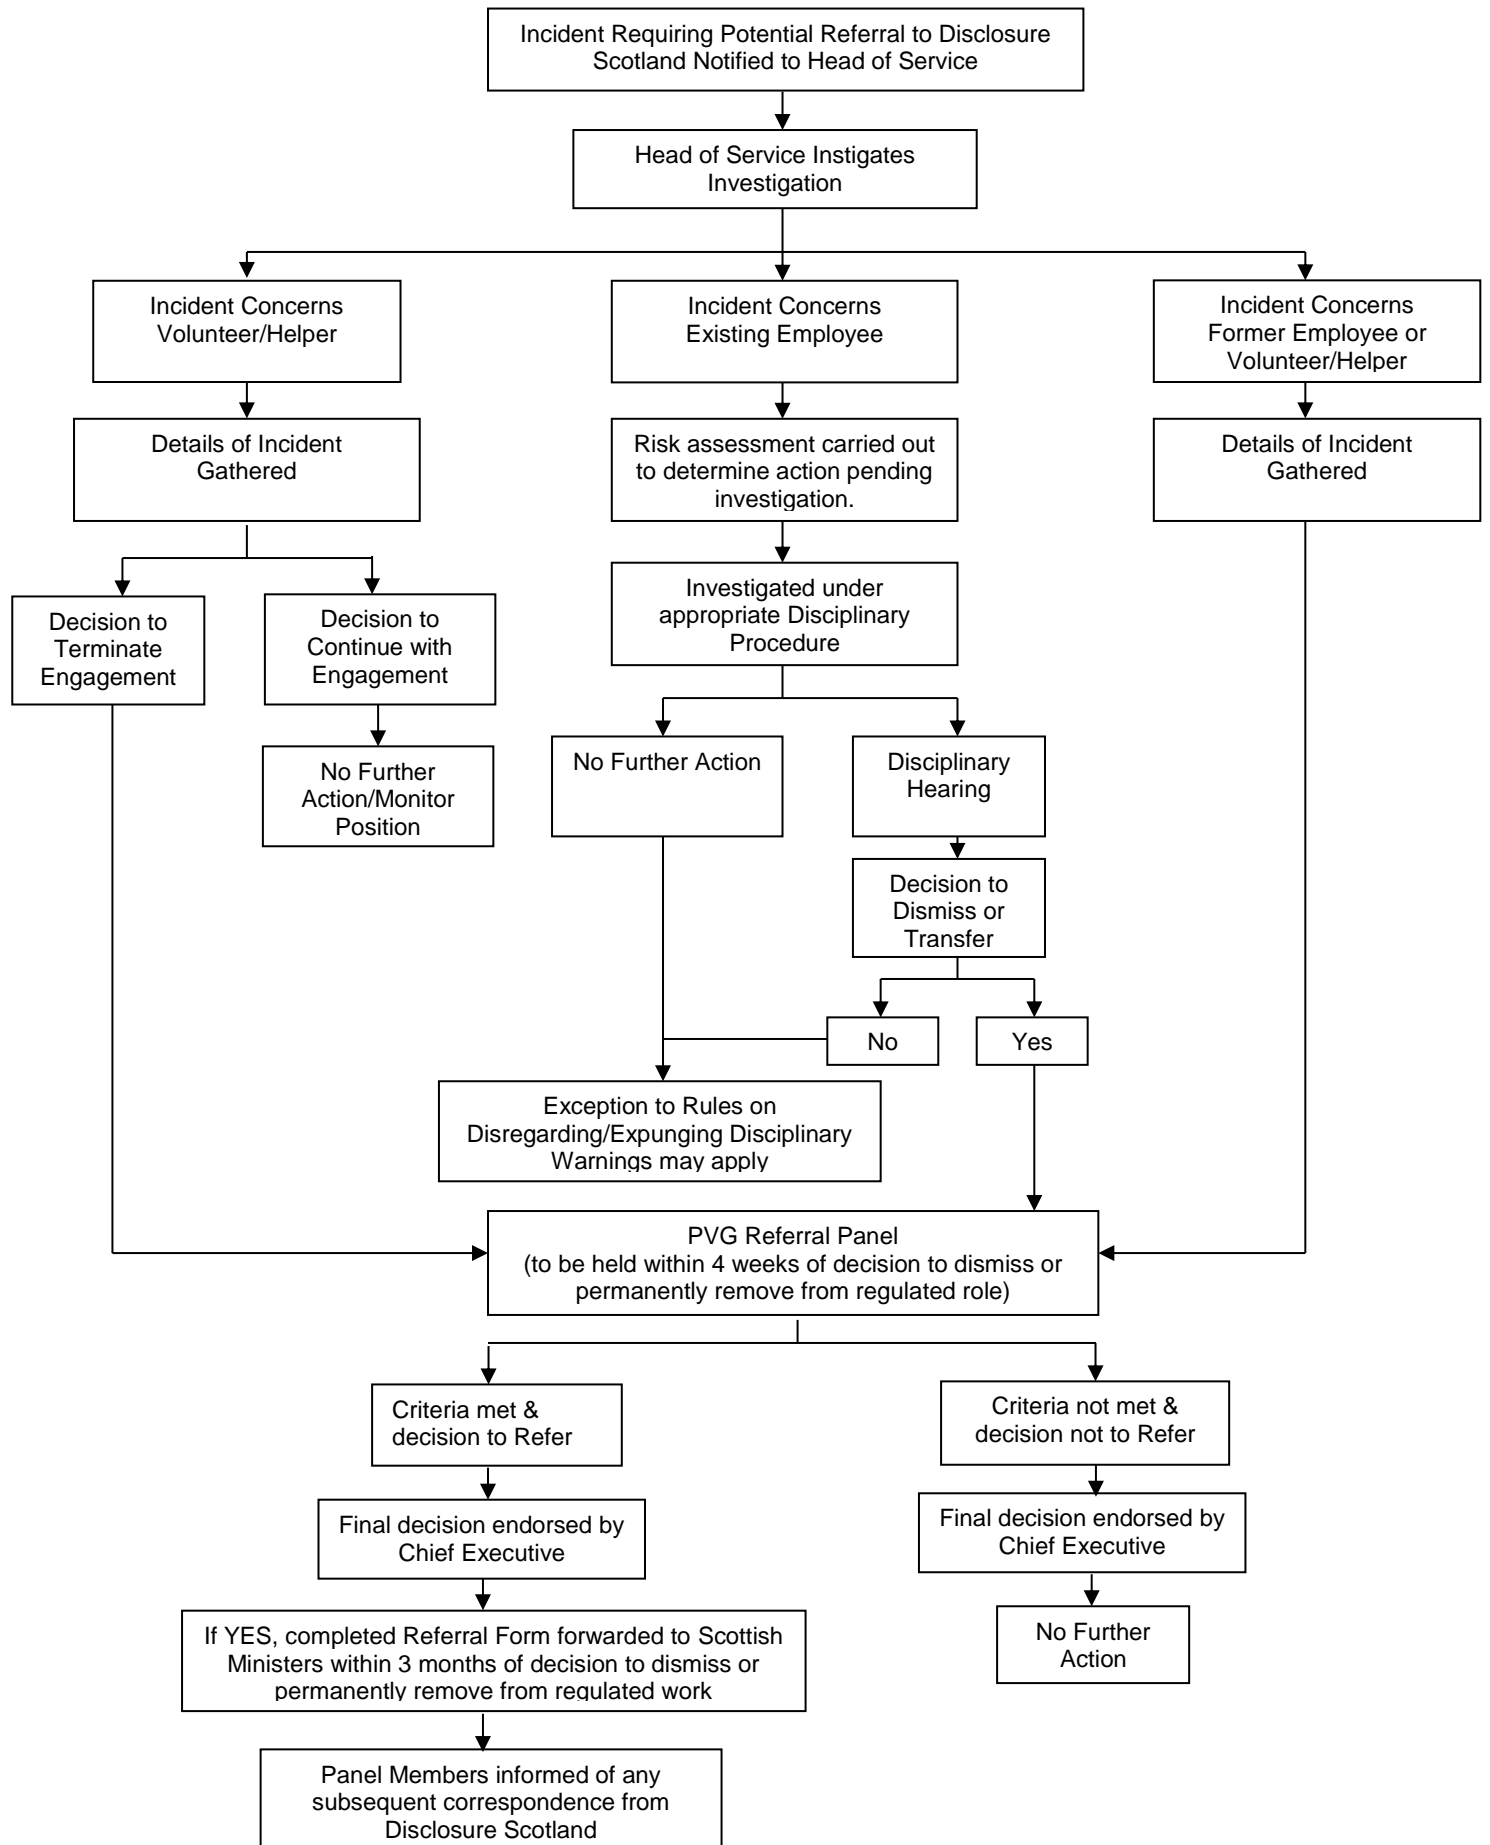 Incident Requiring Potential Referral to Disclosure
Scotland Notified to Head of Service
Head of Service Instigates
Investigation
Incident Concerns
Volunteer/Helper
Incident Concerns
Existing Employee
Incident Concerns
Former Employee or
Volunteer/Helper
Details of Incident
Gathered
Risk assessment carried out
to determine action pending
investigation.
Details of Incident
Gathered
Decision to
Terminate
Engagement
Decision to
Continue with
Engagement
Investigated under
appropriate Disciplinary
Procedure
No Further
Action/Monitor
Position
No Further Action
Disciplinary
Hearing
Decision to
Dismiss or
Transfer
No
Yes
Exception to Rules on
Disregarding/Expunging Disciplinary
Warnings may apply
PVG Referral Panel
(to be held within 4 weeks of decision to dismiss or
permanently remove from regulated role)
Criteria met &
decision to Refer
Criteria not met &
decision not to Refer
Final decision endorsed by
Chief Executive
Final decision endorsed by
Chief Executive
If YES, completed Referral Form forwarded to Scottish
Ministers within 3 months of decision to dismiss or
permanently remove from regulated work
No Further
Action
Panel Members informed of any
subsequent correspondence from
Disclosure Scotland